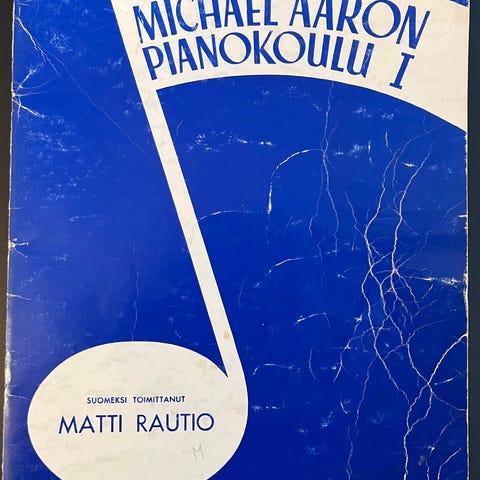 MICHAEL AARON
PIANOKOULU I
SUOMEKSI TOIMITTANUT
MATTI RAUTIO
M